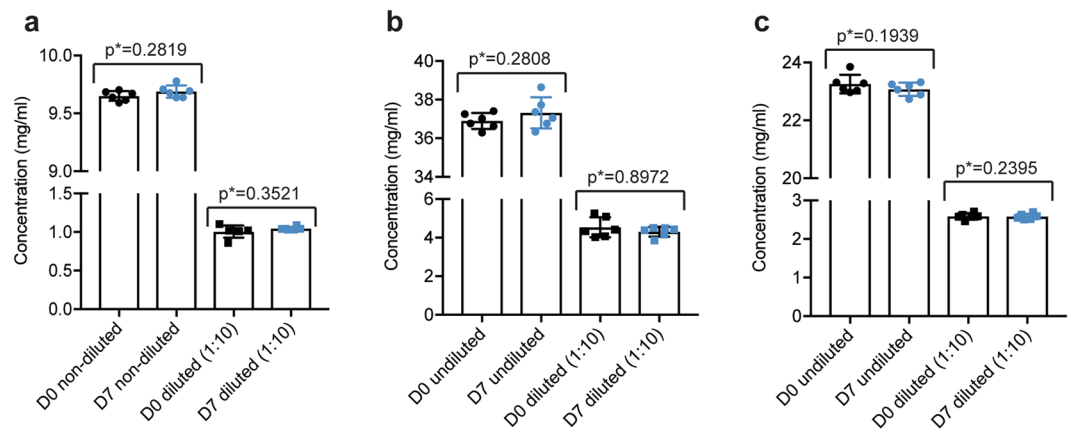 a
p*=0.2819
Concentration (mg/ml)
10.0
9.5
9.0
1.5
1.0
0.5
0.0
p*=0.3521
D0 non-diluted
D7 non-diluted
D0 diluted (1:10)
D7 diluted (1:10)
b
p*=0.2808
Concentration (mg/ml)
40
38
36
34
6
4
2
0
p*=0.8972
D0 undiluted
D7 undiluted
D0 diluted (1:10)
D7 diluted (1:10)
c
p*=0.1939
Concentration (mg/ml)
24
22
20
3
2
1
0
p*=0.2395
D0 undiluted
D7 undiluted
D0 diluted (1:10)
D7 diluted (1:10)